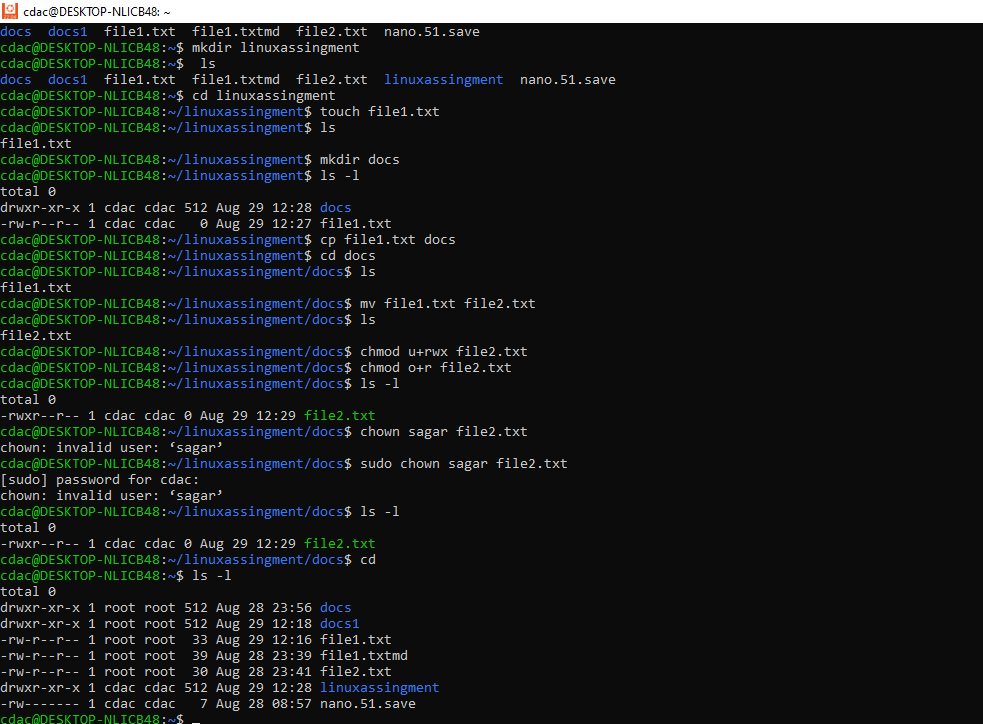 cdac@DESKTOP-NLICB48: ~
docs  docs1  file1.txt  file1.txtmd  file2.txt  nano.51.save
cdac@DESKTOP-NLICB48:~$ mkdir linuxassingment
cdac@DESKTOP-NLICB48:~$  ls
docs  docs1  file1.txt  file1.txtmd  file2.txt  linuxassingment  nano.51.save
cdac@DESKTOP-NLICB48:~$ cd linuxassingment
cdac@DESKTOP-NLICB48:~/linuxassingment$ touch file1.txt
cdac@DESKTOP-NLICB48:~/linuxassingment$ ls
file1.txt
cdac@DESKTOP-NLICB48:~/linuxassingment$ mkdir docs
cdac@DESKTOP-NLICB48:~/linuxassingment$ ls -l
total 0
drwxr-xr-x 1 cdac cdac 512 Aug 29 12:28 docs
-rw-r--r-- 1 cdac cdac   0 Aug 29 12:27 file1.txt
cdac@DESKTOP-NLICB48:~/linuxassingment$ cp file1.txt docs
cdac@DESKTOP-NLICB48:~/linuxassingment$ cd docs
cdac@DESKTOP-NLICB48:~/linuxassingment/docs$ ls
file1.txt
cdac@DESKTOP-NLICB48:~/linuxassingment/docs$ mv file1.txt file2.txt
cdac@DESKTOP-NLICB48:~/linuxassingment/docs$ ls
file2.txt
cdac@DESKTOP-NLICB48:~/linuxassingment/docs$ chmod u+rwx file2.txt
cdac@DESKTOP-NLICB48:~/linuxassingment/docs$ chmod o+r file2.txt
cdac@DESKTOP-NLICB48:~/linuxassingment/docs$ ls -l
total 0
-rwxr--r-- 1 cdac cdac 0 Aug 29 12:29 file2.txt
cdac@DESKTOP-NLICB48:~/linuxassingment/docs$ chown sagar file2.txt
chown: invalid user: ‘sagar’
cdac@DESKTOP-NLICB48:~/linuxassingment/docs$ sudo chown sagar file2.txt
[sudo] password for cdac:
chown: invalid user: ‘sagar’
cdac@DESKTOP-NLICB48:~/linuxassingment/docs$ ls -l
total 0
-rwxr--r-- 1 cdac cdac 0 Aug 29 12:29 file2.txt
cdac@DESKTOP-NLICB48:~/linuxassingment/docs$ cd
cdac@DESKTOP-NLICB48:~$ ls -l
total 0
drwxr-xr-x 1 root root 512 Aug 28 23:56 docs
drwxr-xr-x 1 root root 512 Aug 29 12:18 docs1
-rw-r--r-- 1 root root  33 Aug 29 12:16 file1.txt
-rw-r--r-- 1 root root  39 Aug 28 23:39 file1.txtmd
-rw-r--r-- 1 root root  30 Aug 28 23:41 file2.txt
drwxr-xr-x 1 cdac cdac 512 Aug 29 12:28 linuxassingment
-rw------- 1 cdac cdac   7 Aug 28 08:57 nano.51.save
cdac@DESKTOP-NLICB48:~$ _